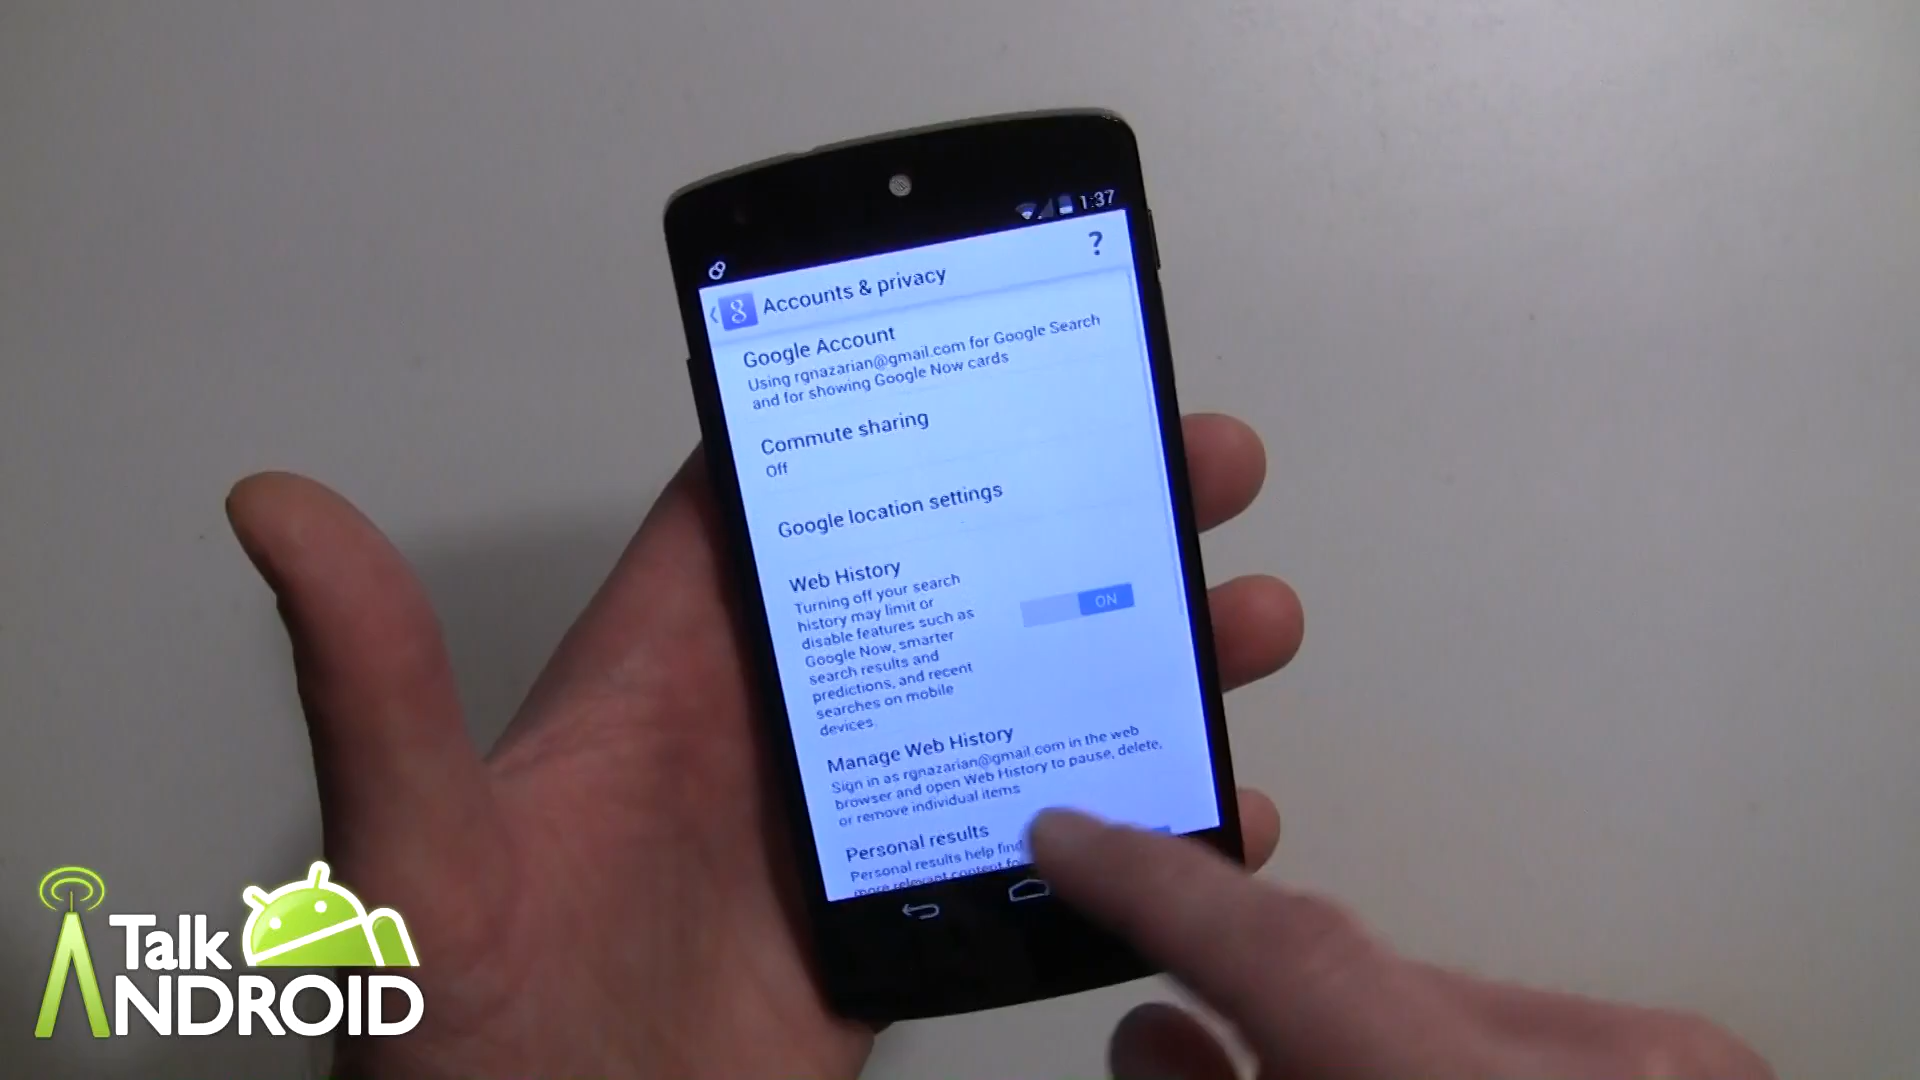 1:37
Accounts & privacy
?
Google Account
Using rgnazarian@gmail.com for Google Search
and for showing Google Now cards
Commute sharing
Off
Google location settings
Web History
Turning off your search
history may limit or
disable features such as
Google Now, smarter
search results and
predictions, and recent
searches on mobile
devices.
ON
Manage Web History
Sign in as rgnazarian@gmail.com in the web
browser and open Web History to pause, delete,
or remove individual items
Personal results
Personal results help find
more relevant content fo
Talk
ANDROID